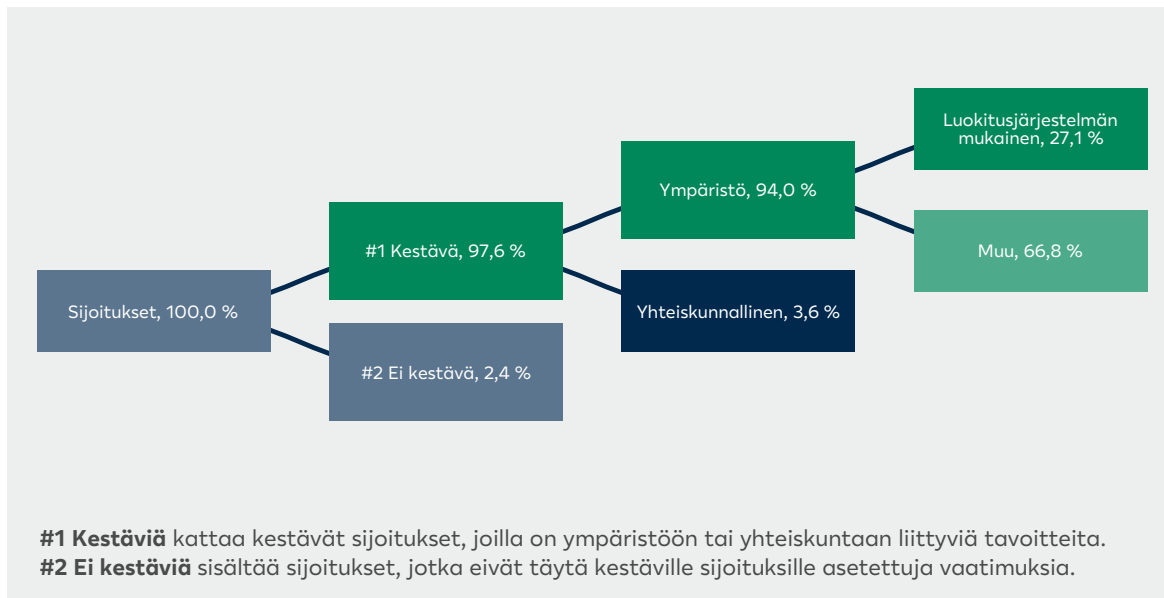 Sijoitukset, 100,0 %
#1 Kestävä, 97,6 %
#2 Ei kestävä, 2,4 %
Ympäristö, 94,0 %
Yhteiskunnallinen, 3,6 %
Luokitusjärjestelmän
mukainen, 27,1 %
Muu, 66,8 %
#1 Kestäviä kattaa kestävät sijoitukset, joilla on ympäristöön tai yhteiskuntaan liittyviä tavoitteita.
#2 Ei kestäviä sisältää sijoitukset, jotka eivät täytä kestäville sijoituksille asetettuja vaatimuksia.